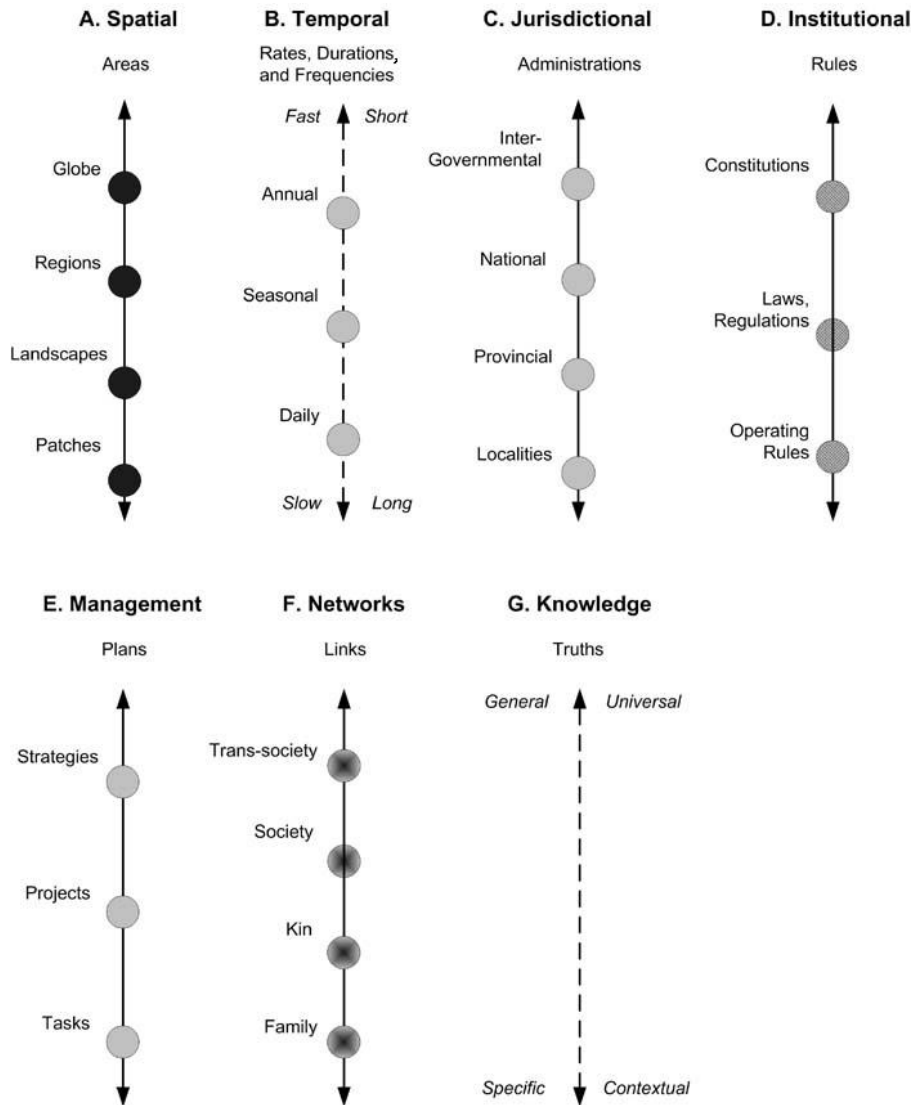 A. Spatial
Areas
Globe
Regions
Landscapes
Patches
B. Temporal
Rates, Durations,
and Frequencies
Fast Short
Annual
Seasonal
Daily
Slow Long
C. Jurisdictional
Administrations
Inter-
Governmental
National
Provincial
Localities
D. Institutional
Rules
Constitutions
Laws,
Regulations
Operating
Rules
E. Management
Plans
Strategies
Projects
Tasks
F. Networks
Links
Trans-society
Society
Kin
Family
G. Knowledge
Truths
General Universal
Specific Contextual